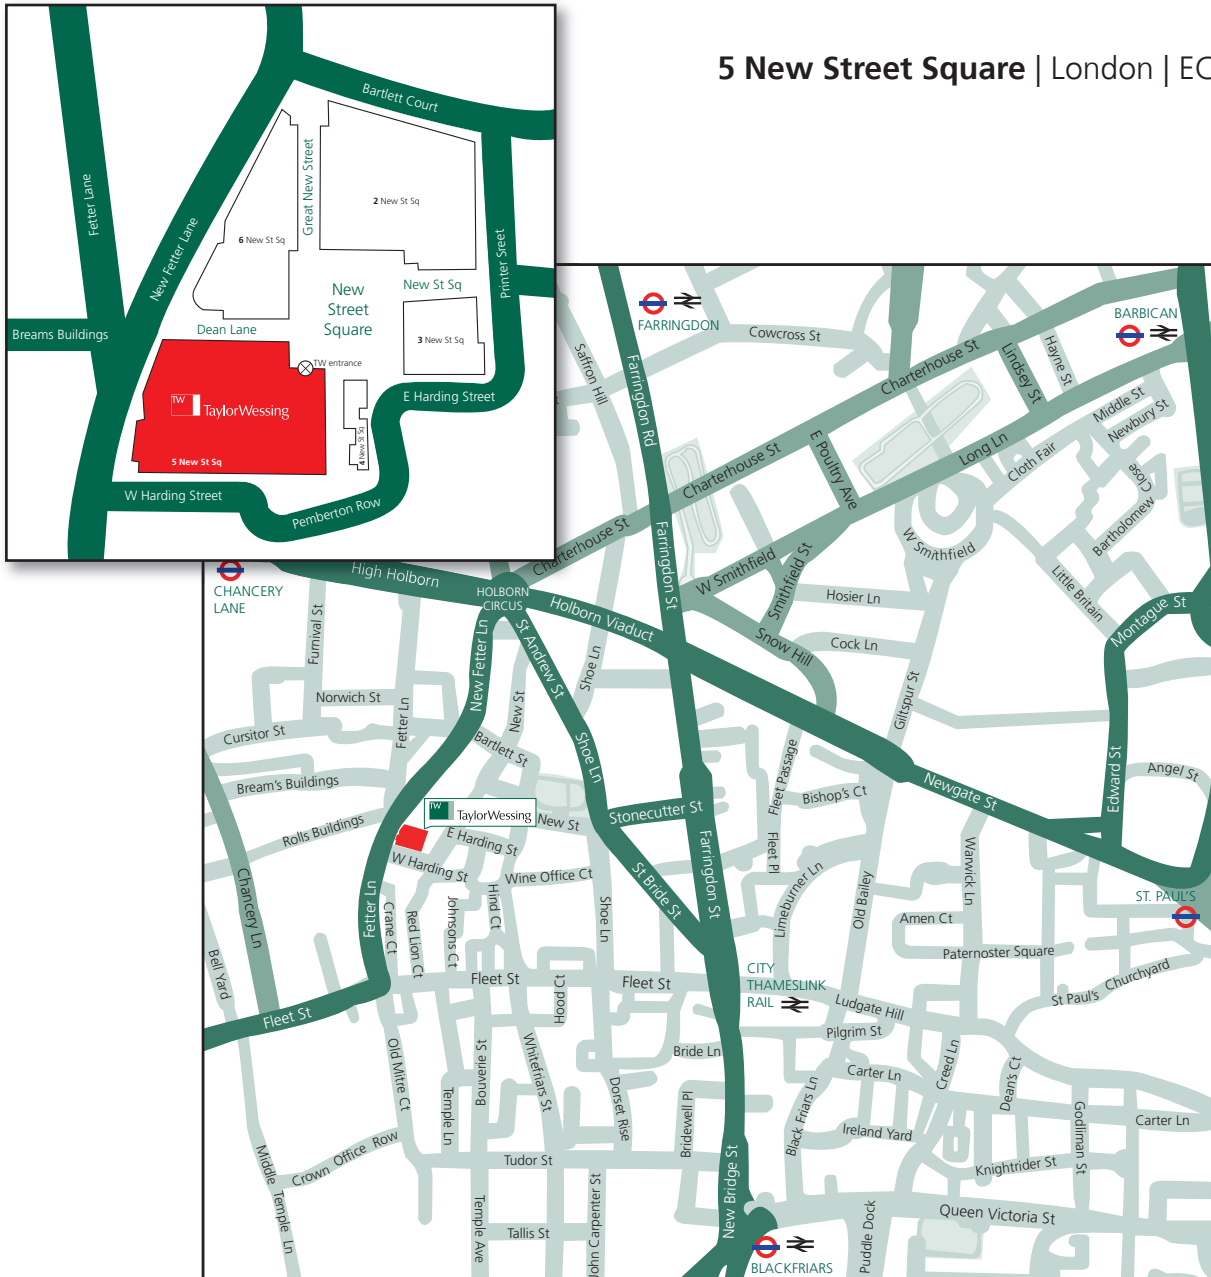 5 New Street Square | London | EC
Bartlett Court
Fetter Lane
Great New Street
2 New St Sq
New Fetter Lane
6 New St Sq
Printer Sreet
New
Street
Square
New St Sq
Breams Buildings
Dean Lane
3 New St Sq
TW entrance
TW
TaylorWessing
E Harding Street
4 New St Sq
5 New St Sq
W Harding Street
Pemberton Row
FARRINGDON
BARBICAN
Cowcross St
Saffron Hill
Farringdon Rd
Charterhouse St
Lindsey St
Hayne St
Middle St
Newbury St
E Poultry Ave
Long Ln
Cloth Fair
Close
Bartholomew
Charterhouse St
Charterhouse St
Farringdon St
W Smithfield
W Smithfield
Smithfield St
Little Britain
Montague St
High Holborn
CHANCERY
LANE
HOLBORN
CIRCUS
Holborn Viaduct
Hosier Ln
Snow Hill
Cock Ln
Furnival St
New Fetter Ln
St Andrew St
Shoe Ln
Giltspur St
Norwich St
Fetter Ln
New St
Cursitor St
Bartlett St
Shoe Ln
Fleet Passage
Edward St
Angel St
Newgate St
Bream's Buildings
Bishop's Ct
TW
TaylorWessing
New St
Stonecutter St
Rolls Buildings
E Harding St
Farringdon St
Fleet Pl
W Harding St
Wine Office Ct
St Bride St
Limeburner Ln
Old Bailey
Warwick Ln
ST. PAUL'S
Chancery Ln
Fetter Ln
Crane Ct
Red Lion Ct
Johnsons Ct
Hind Ct
Shoe Ln
Amen Ct
Paternoster Square
Bell Yard
Fleet St
Fleet St
CITY
THAMESLINK
RAIL
Hood Ct
St Paul's Churchyard
Fleet St
Ludgate Hill
Pilgrim St
Old Mitre Ct
Bouverie St
Whitefriars St
Bride Ln
Creed Ln
Dean's Ct
Carter Ln
Temple Ln
Dorset Rise
Bridewell Pl
Black Friars Ln
Godliman St
Carter Ln
Crown Office Row
Ireland Yard
Tudor St
Knightrider St
Middle Temple Ln
Temple Ave
Tallis St
John Carpenter St
New Bridge St
Puddle Dock
Queen Victoria St
BLACKFRIARS